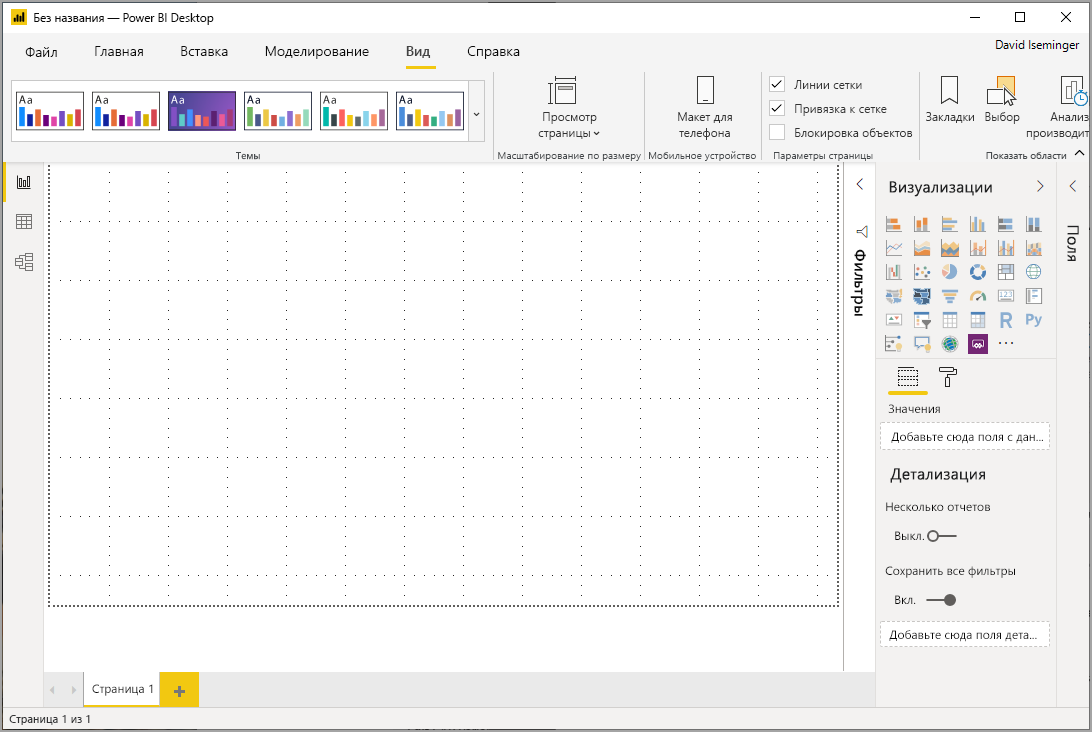 Без названия — Power BI Desktop
David Iseminger
Файл Главная Вставка Моделирование Вид Справка
Aa Aa Aa Aa Aa Aa
Темы
Просмотр
страницы
Масштабирование по размеру
Макет для
телефона
Мобильное устройство
Линии сетки
Привязка к сетке
Блокировка объектов
Параметры страницы
Закладки
Выбор
Анализ
производит
Показать области
Фильтры
Визуализации
Поля
123
R Py
Значения
Добавьте сюда поля с дан...
Детализация
Несколько отчетов
Выкл.
Сохранить все фильтры
Вкл.
Добавьте сюда поля дета...
Страница 1
Страница 1 из 1